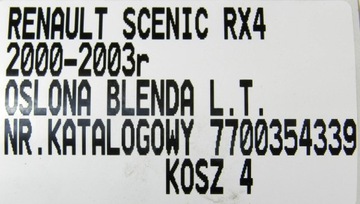 RENAULT SCENIC RX4
2000-2003r
OSLONA BLENDA L.T.
NR.KATALOGOWY 7700354339
KOSZ 4